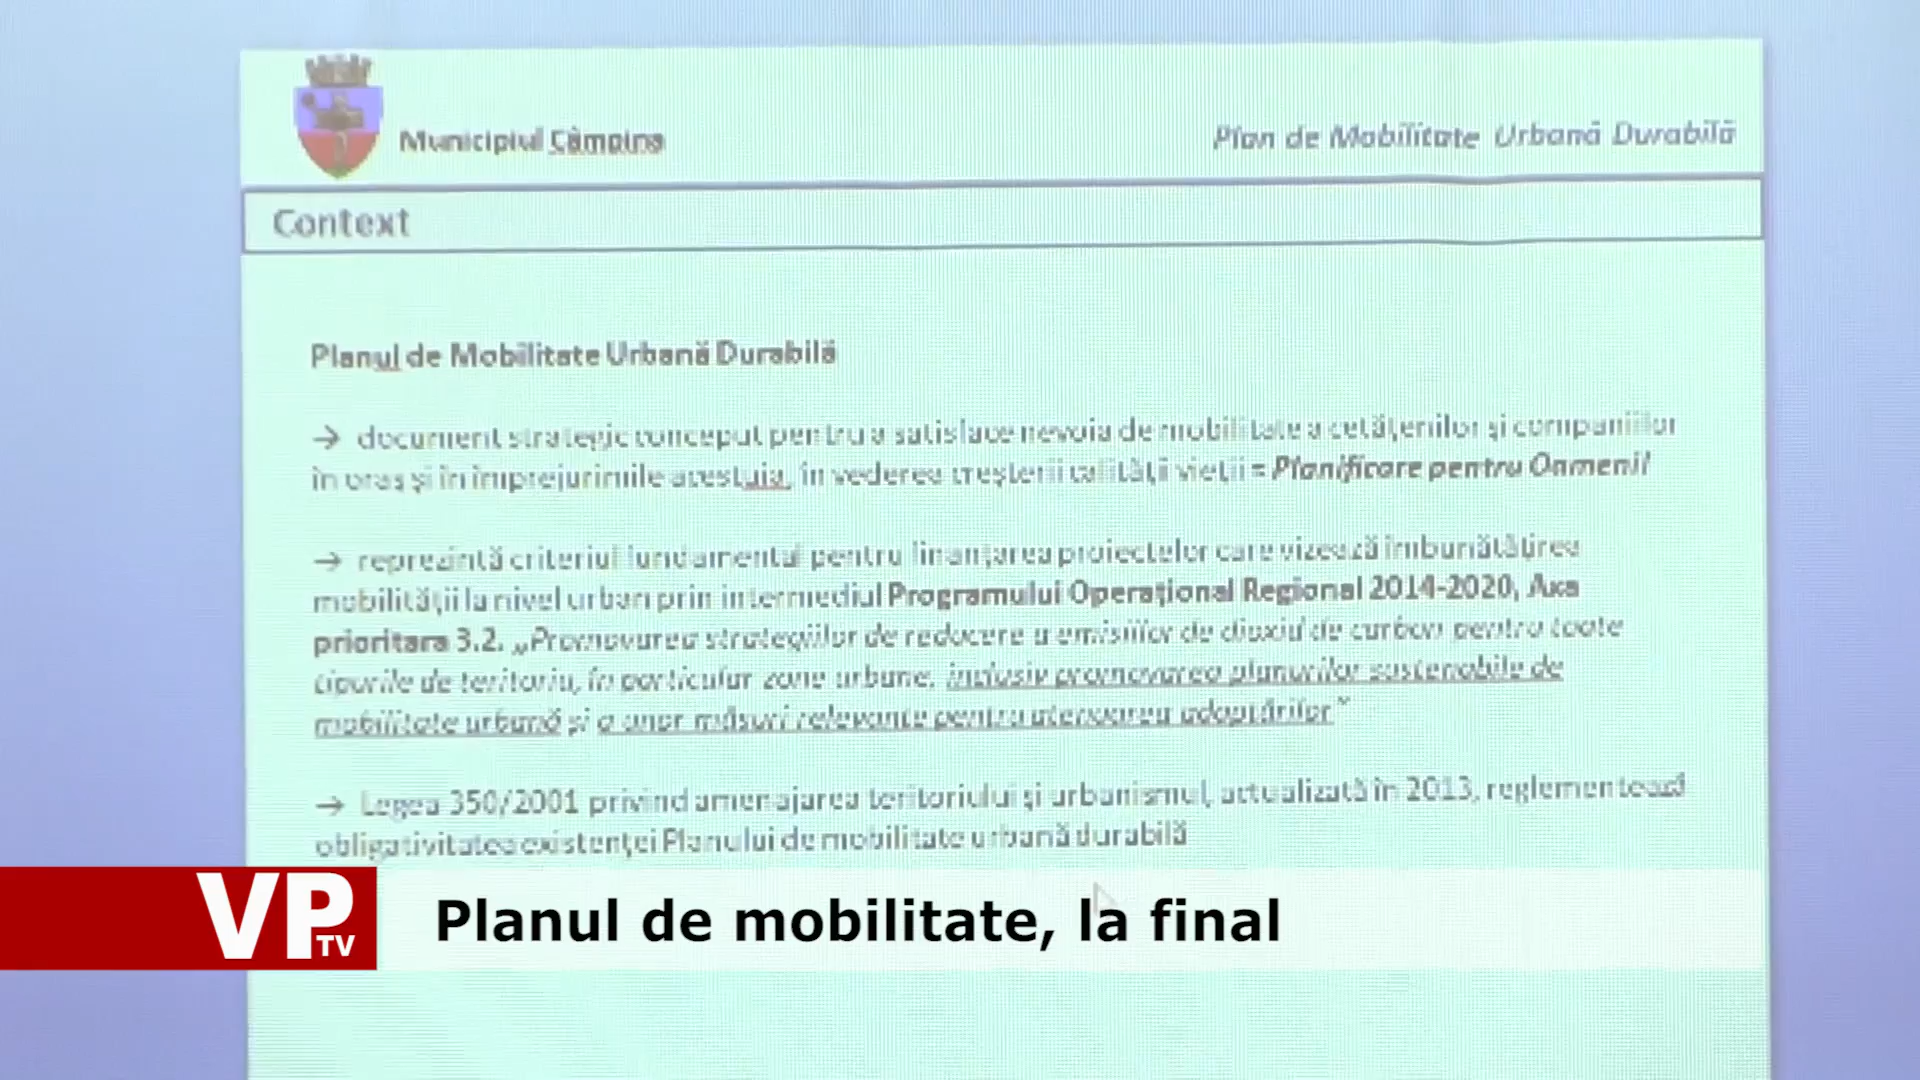 Municipiul Câmpina
Plan de Mobilitate Urbană Durabilă
Context
Planul de Mobilitate Urbană Durabilă
→ document strategic conceput pentru a satisface nevoia de mobilitate a cetățenilor și companiilor
în oraș și în împrejurimile acestuia, în vederea creșterii calității vieții = Planificare pentru Oameni!
→ reprezintă criteriul fundamental pentru finanțarea proiectelor care vizează îmbunătățirea
mobilității la nivel urban prin intermediul Programului Operațional Regional 2014-2020, Axa
prioritara 3.2. „Promovarea strategiilor de reducere a emisiilor de dioxid de carbon pentru toate
tipurile de teritoriu, în particular zone urbane, inclusiv promovarea planurilor sustenabile de
mobilitate urbană și a unor măsuri relevante pentru atenuarea adaptărilor"
→ Legea 350/2001 privind amenajarea teritoriului și urbanismul, actualizată în 2013, reglementează
obligativitatea existenței Planului de mobilitate urbană durabilă
VP TV
Planul de mobilitate, la final